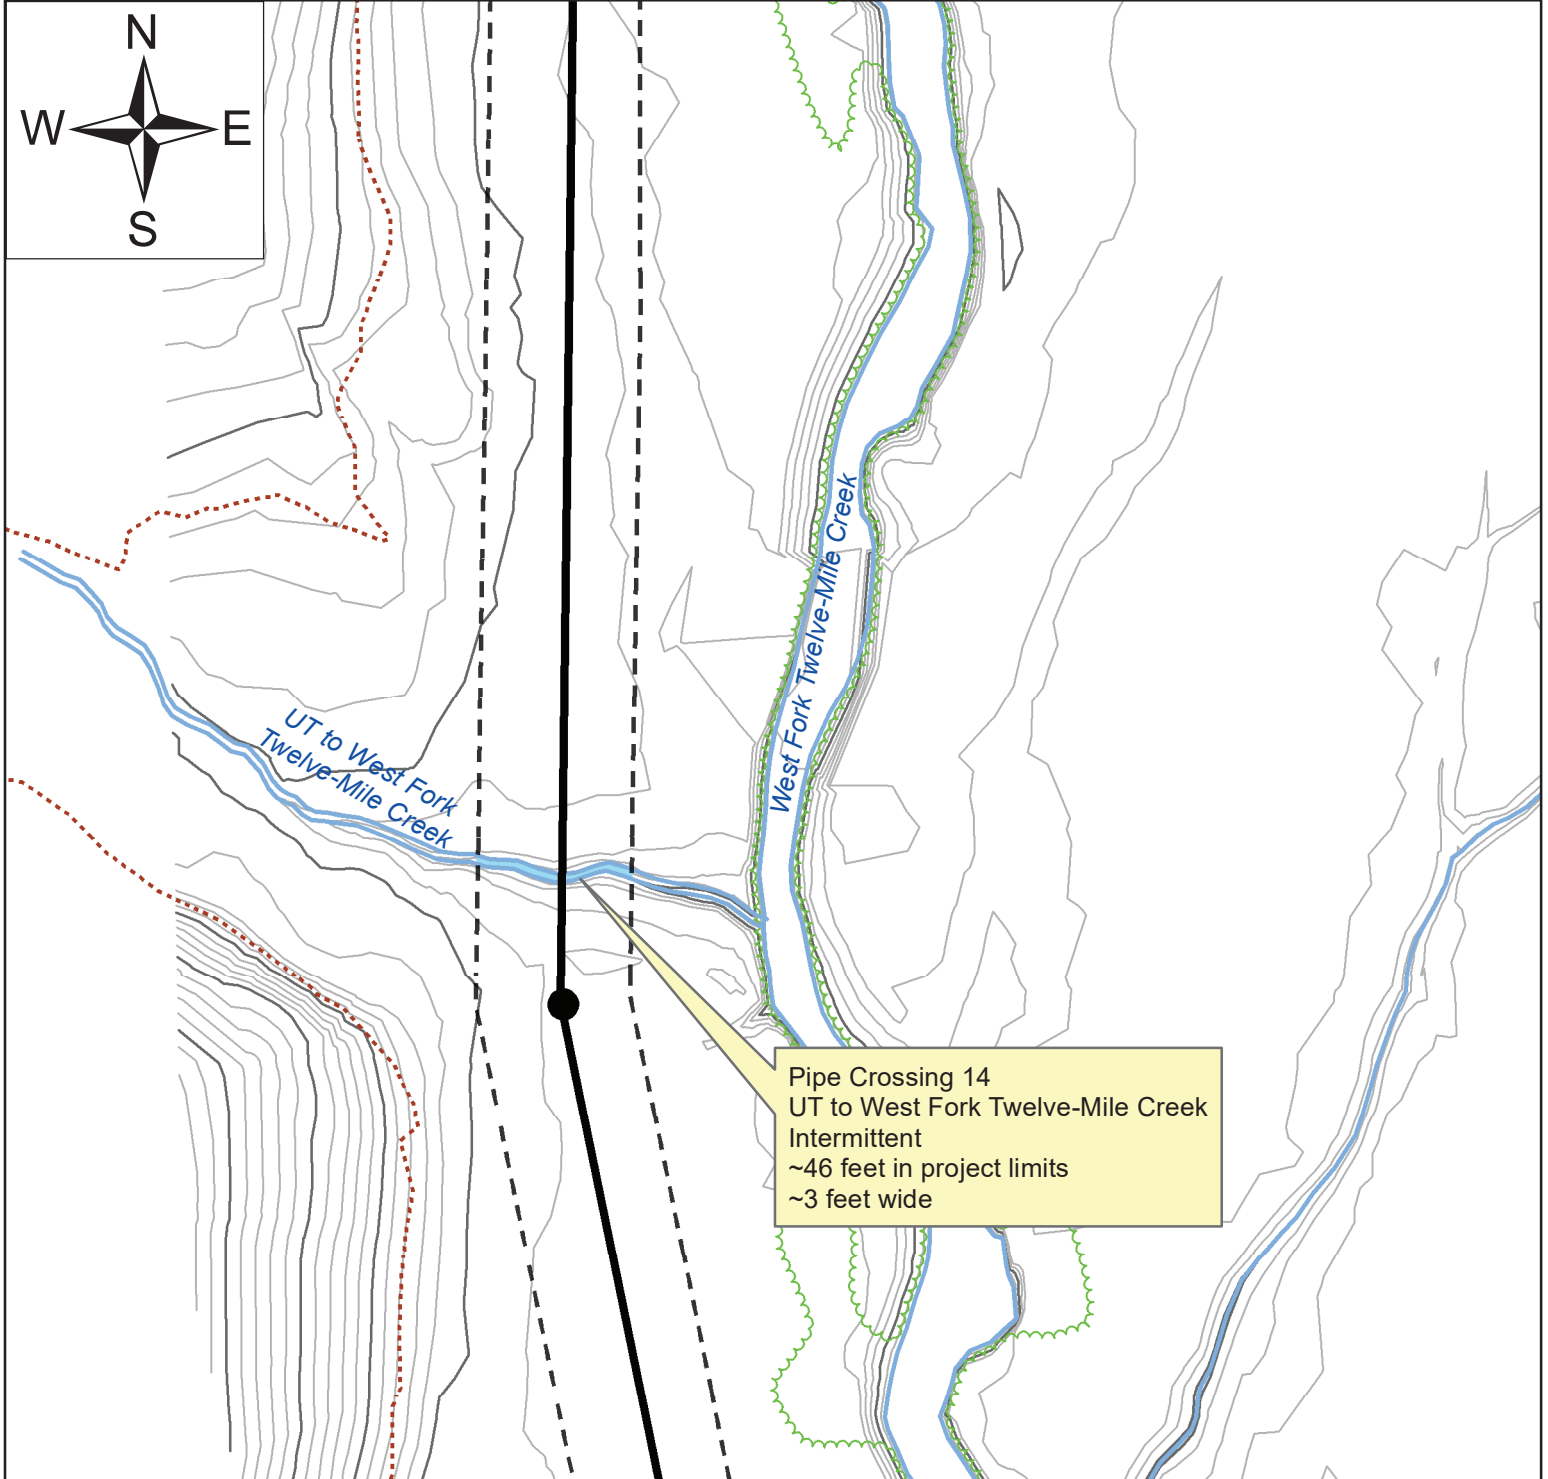 N
W
E
S
West Fork Twelve-Mile Creek
UT to West Fork
Twelve-Mile Creek
Pipe Crossing 14
UT to West Fork Twelve-Mile Creek
Intermittent
~46 feet in project limits
~3 feet wide